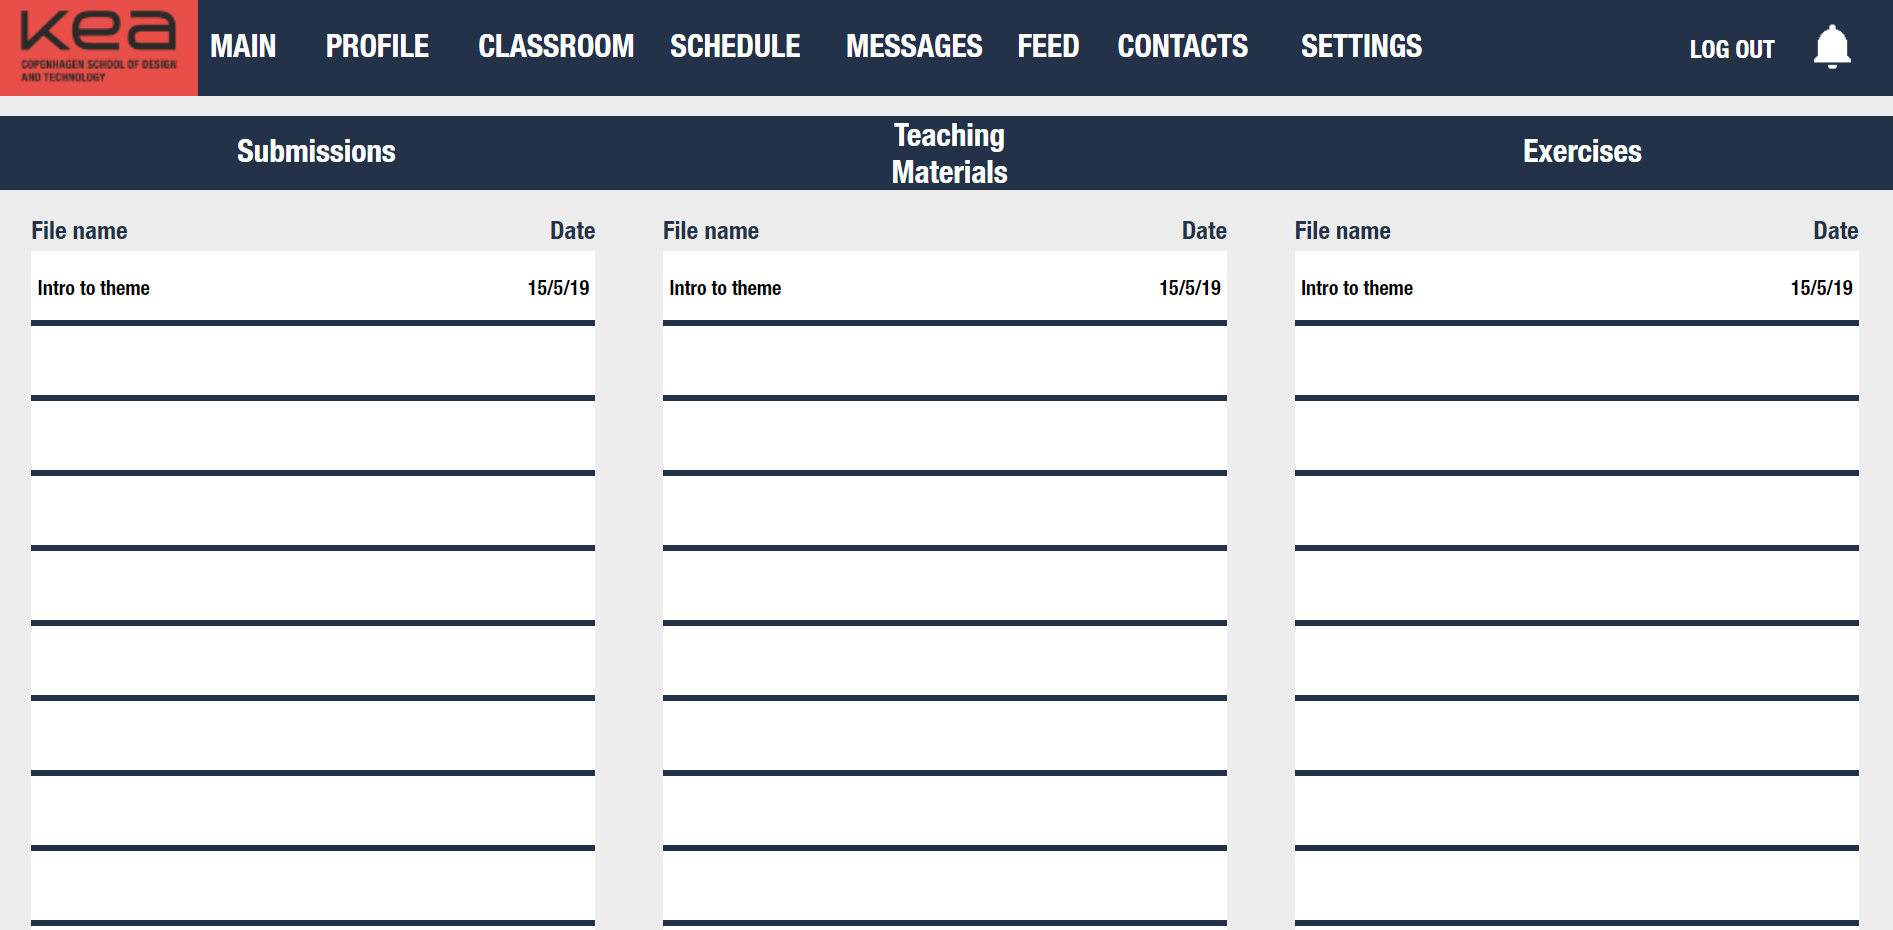 kea
COPENHAGEN SCHOOL OF DESIGN
AND TECHNOLOGY
MAIN PROFILE CLASSROOM SCHEDULE MESSAGES FEED CONTACTS SETTINGS LOG OUT
Submissions
Teaching
Materials
Exercises
File name Date
Intro to theme 15/5/19
File name Date
Intro to theme 15/5/19
File name Date
Intro to theme 15/5/19